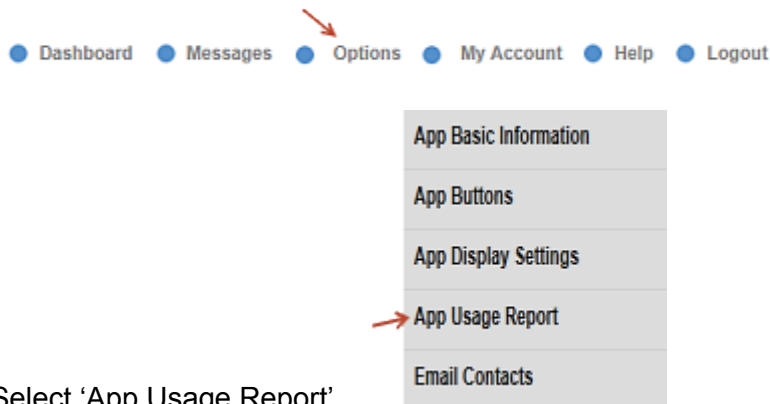 Dashboard Messages Options My Account Help Logout
App Basic Information
App Buttons
App Display Settings
App Usage Report
Email Contacts
Select ‘App Usage Report’